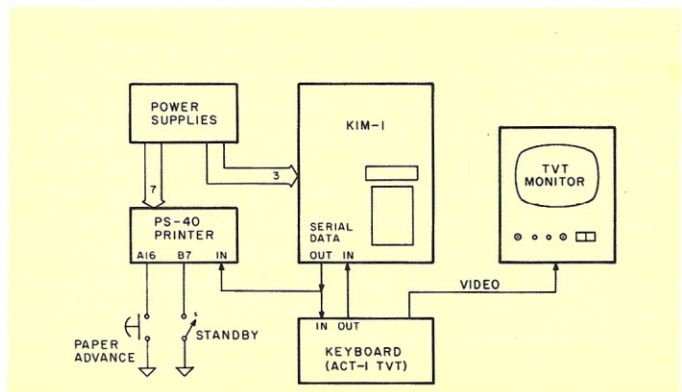 POWER
SUPPLIES
KIM-1
TVT
MONITOR
7
3
PS-40
PRINTER
A16 B7 IN
SERIAL
DATA
OUT IN
VIDEO
PAPER
ADVANCE
STANDBY
IN OUT
KEYBOARD
(ACT-1 TVT)